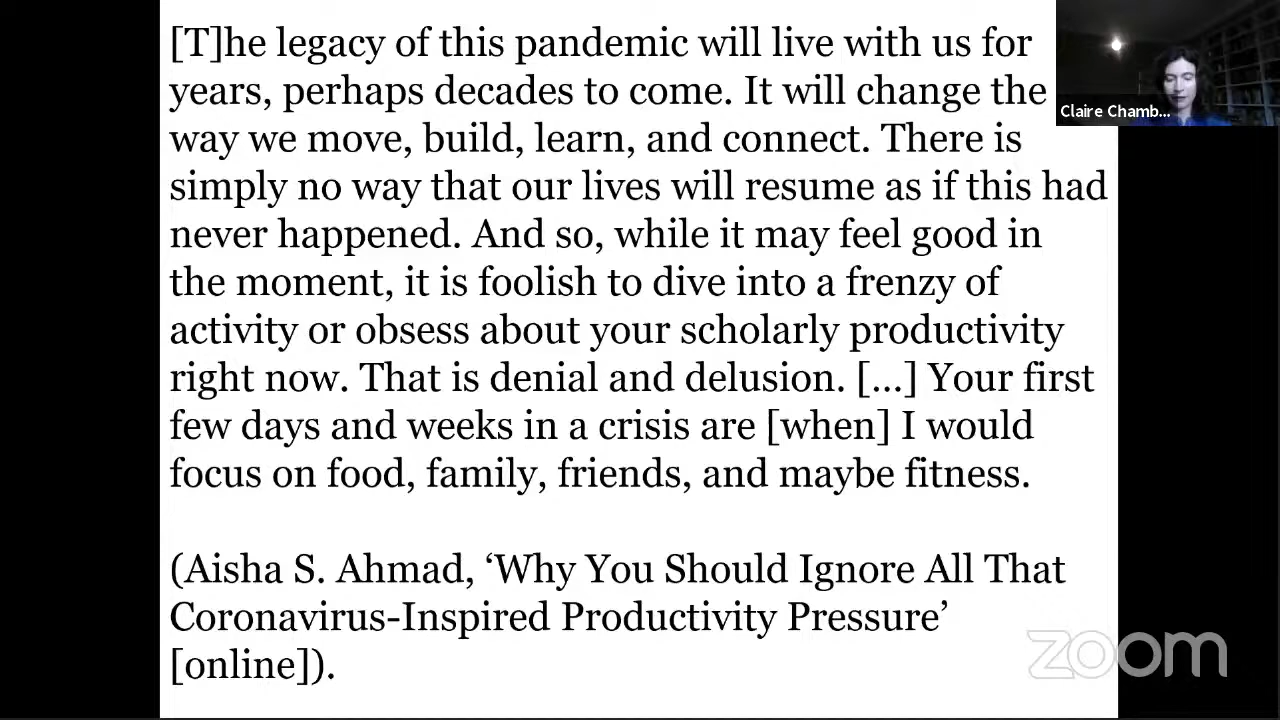 [T]he legacy of this pandemic will live with us for
years, perhaps decades to come. It will change the
way we move, build, learn, and connect. There is
simply no way that our lives will resume as if this had
never happened. And so, while it may feel good in
the moment, it is foolish to dive into a frenzy of
activity or obsess about your scholarly productivity
right now. That is denial and delusion. [...] Your first
few days and weeks in a crisis are [when] I would
focus on food, family, friends, and maybe fitness.
(Aisha S. Ahmad, ‘Why You Should Ignore All That
Coronavirus-Inspired Productivity Pressure’
[online]).
Claire Chamb...
zoom